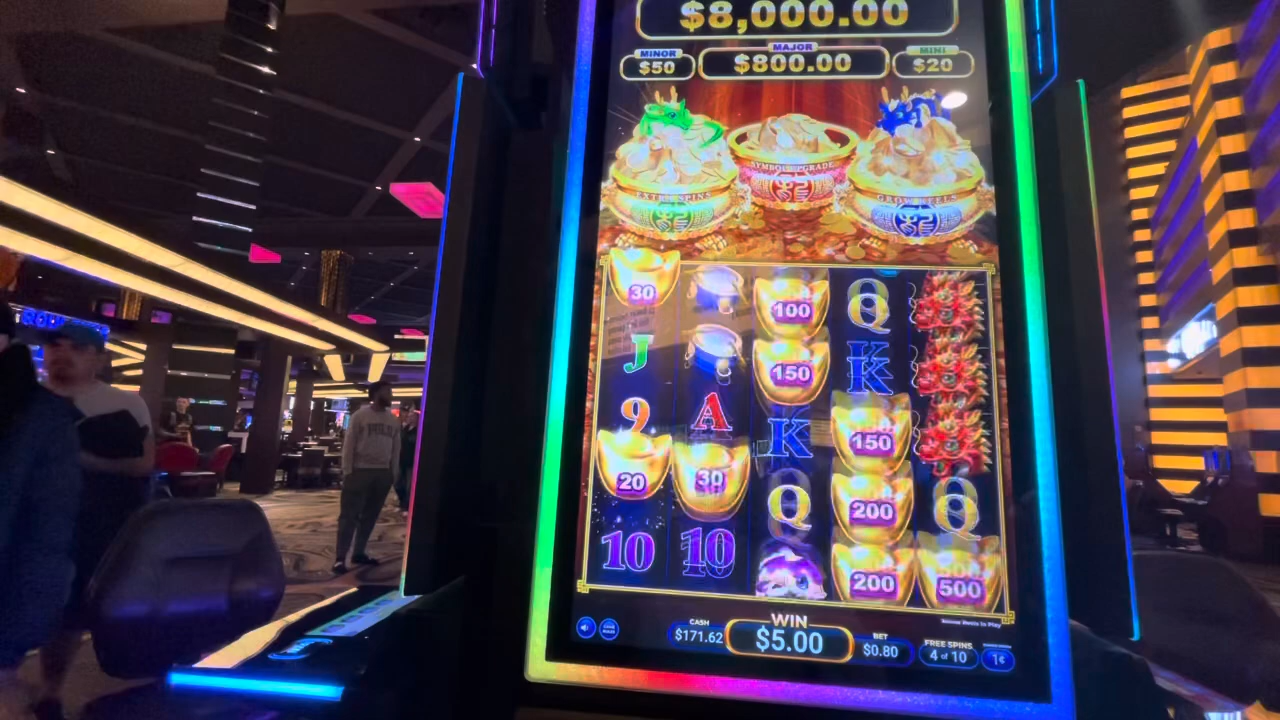 $8,000.00
MINOR
$50
MAJOR
$800.00
MINI
$20
EXTRA SPINS
SYMBOL UPGRADE
GROW REELS
30
100
Q
J
150
K
9
A
K
150
20
30
Q
200
Q
10
10
200
500
CASH
$171.62
WIN
$5.00
BET
$0.80
FREE SPINS
4 of 10
1¢